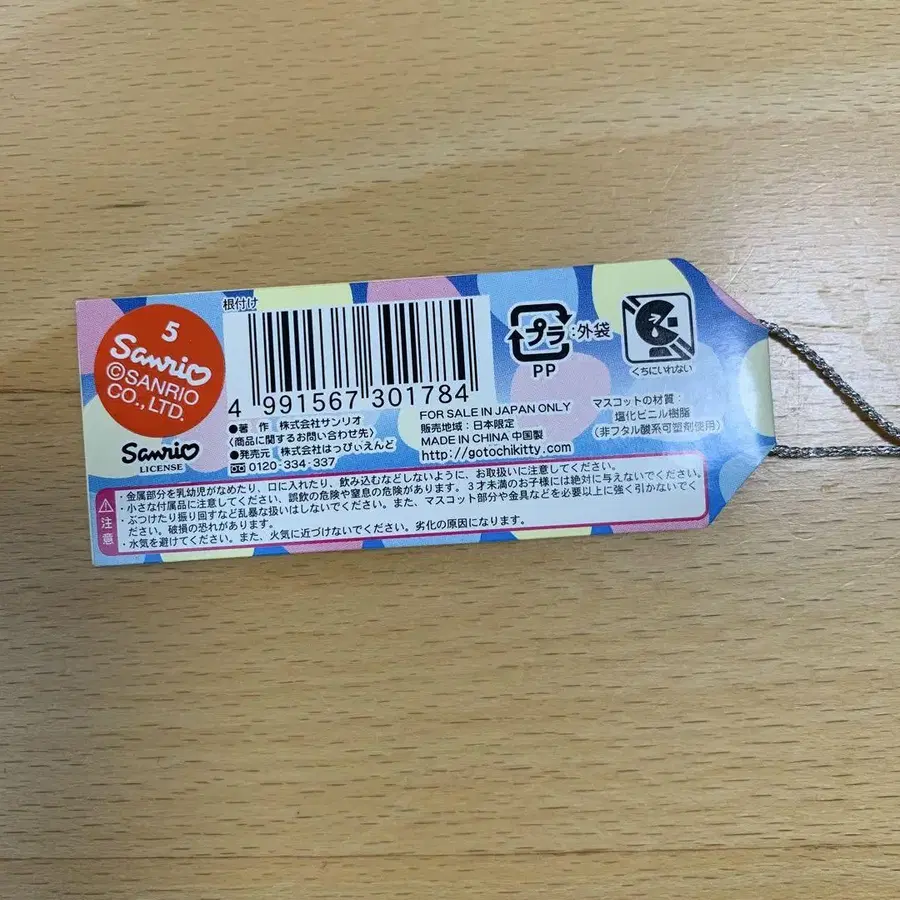 5
Sanrio
©SANRIO
CO., LTD.
Sanrio
LICENSE
根付け
4 991567 301784
●著 作 株式会社サンリオ
〈商品に関するお問い合わせ先〉
●発売元 株式会社はっぴぃえんど
0120-334-337
FOR SALE IN JAPAN ONLY
販売地域:日本限定
MADE IN CHINA 中国製
http://gotochikitty.com
プラ:外袋
PP
くちにいれない
マスコットの材質:
塩化ビニル樹脂
(非フタル酸系可塑剤使用)
注意
・金属部分を乳幼児がなめたり、口に入れたり、飲み込むなどしないように、お取扱いに注意してください。
・小さな付属品に注意してください、誤飲の危険や窒息の危険があります。3才未満のお子様には絶対に与えないでください。
・ぶつけたり振り回すなど乱暴な扱いはしないでください。また、マスコット部分や金具などを必要以上に強く引かないでく
ださい。破損の恐れがあります。
・水気を避けてください。また、火気に近づけないでください。劣化の原因になります。